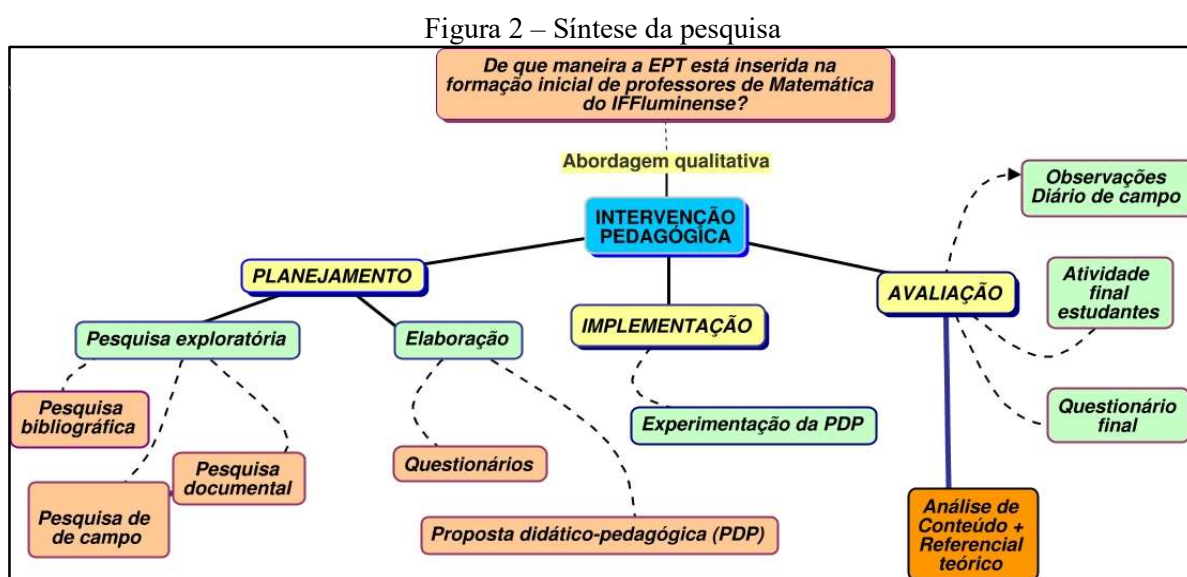 Figura 2 – Síntese da pesquisa
De que maneira a EPT está inserida na
formação inicial de professores de Matemática
do IFFluminense?
Abordagem qualitativa
INTERVENÇÃO
PEDAGÓGICA
PLANEJAMENTO
Pesquisa exploratória
Pesquisa
bibliográfica
Pesquisa de
de campo
Pesquisa
documental
Elaboração
Questionários
Proposta didático-pedagógica (PDP)
IMPLEMENTAÇÃO
Experimentação da PDP
AVALIAÇÃO
Observações
Diário de campo
Atividade
final
estudantes
Questionário
final
Análise de
Conteúdo +
Referencial
teórico